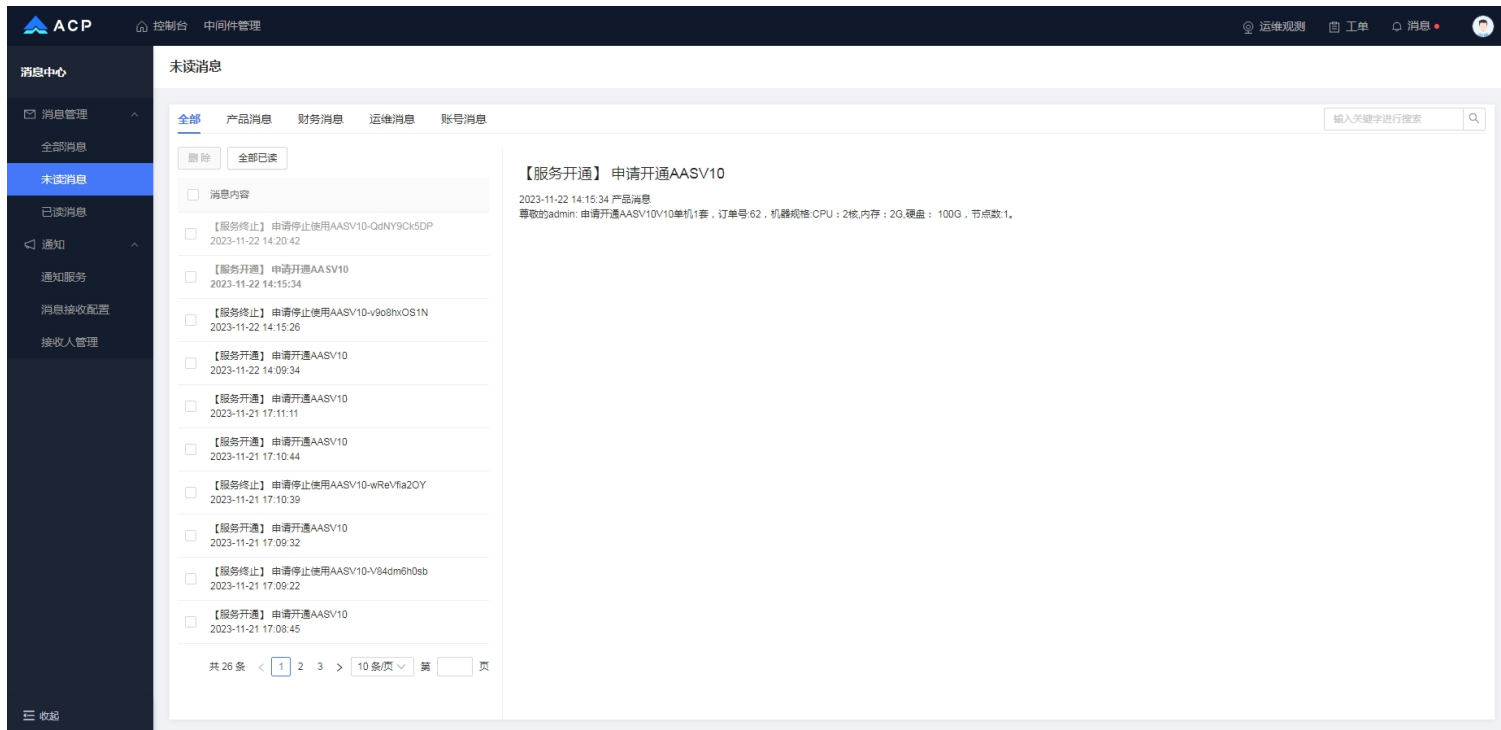 ACP 控制台 中间件管理 运维观测 工单 消息
消息中心
消息管理
全部消息
未读消息
已读消息
通知
通知服务
消息接收配置
接收人管理
收起
未读消息
全部 产品消息 财务消息 运维消息 账号消息 输入关键字进行搜索
删除 全部已读
消息内容
【服务终止】 申请停止使用AASV10-QdNY9Ck5DP
2023-11-22 14:20:42
【服务开通】 申请开通AASV10
2023-11-22 14:15:34
【服务终止】 申请停止使用AASV10-v9o8hxOS1N
2023-11-22 14:15:26
【服务开通】 申请开通AASV10
2023-11-22 14:09:34
【服务开通】 申请开通AASV10
2023-11-21 17:11:11
【服务开通】 申请开通AASV10
2023-11-21 17:10:44
【服务终止】 申请停止使用AASV10-wReVfia2OY
2023-11-21 17:10:39
【服务开通】 申请开通AASV10
2023-11-21 17:09:32
【服务终止】 申请停止使用AASV10-V84dm6h0sb
2023-11-21 17:09:22
【服务开通】 申请开通AASV10
2023-11-21 17:08:45
共 26 条 < 1 2 3 > 10 条/页 第 页
【服务开通】 申请开通AASV10
2023-11-22 14:15:34 产品消息
尊敬的admin: 申请开通AASV10V10单机1套，订单号:62，机器规格:CPU：2核,内存：2G,硬盘： 100G，节点数:1。